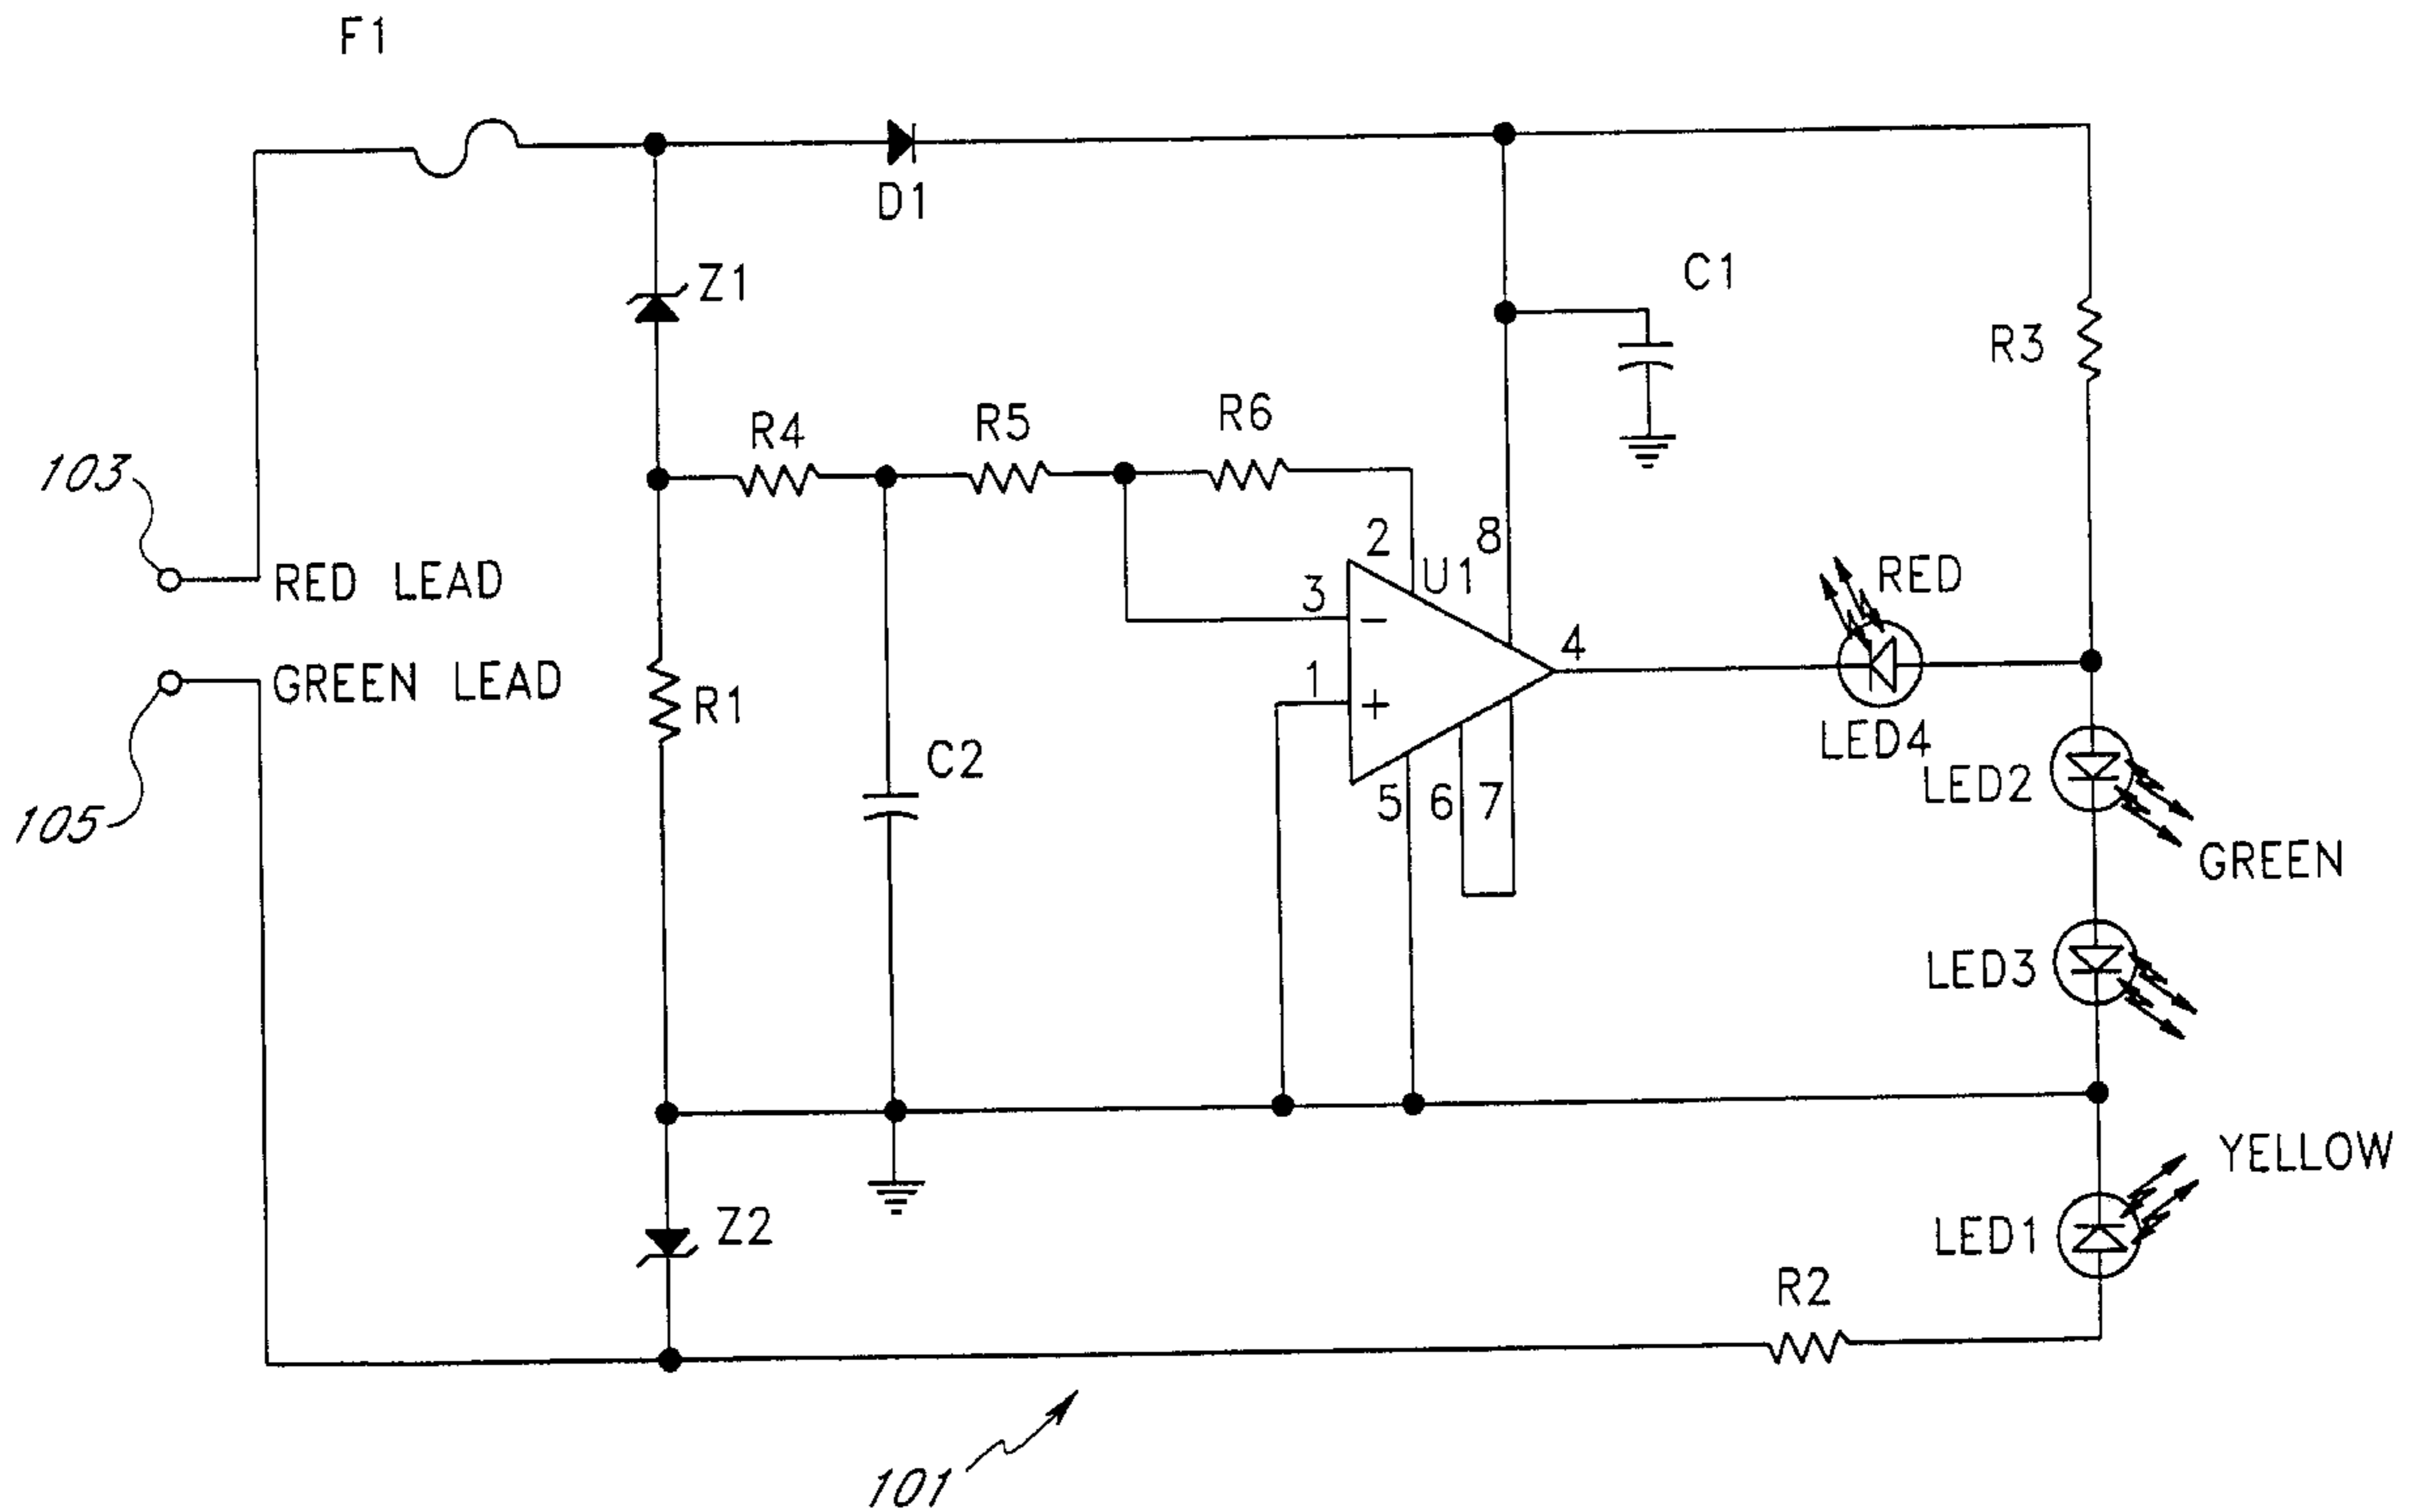 F1
D1
Z1
C1
R3
R4
R5
R6
103
RED LEAD
2
8
U1
3
RED
4
GREEN LEAD
1
R1
LED4
C2
LED2
105
5
6
7
GREEN
LED3
YELLOW
Z2
LED1
R2
101